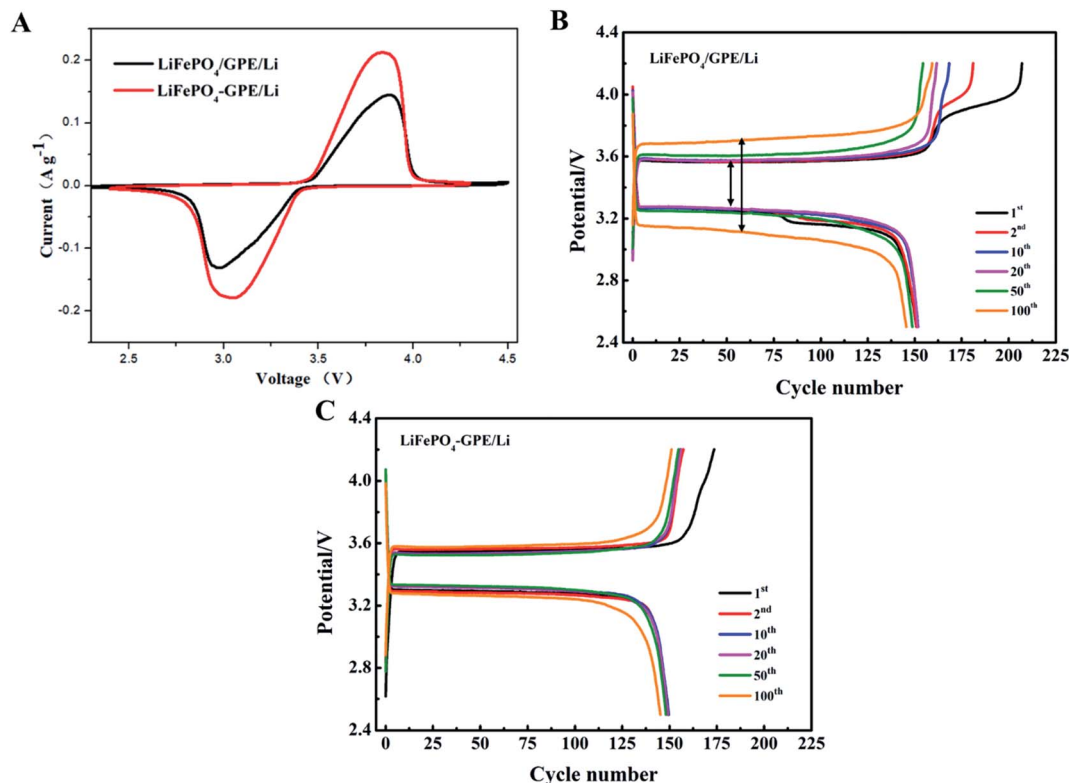 A
LiFePO4/GPE/Li
LiFePO4-GPE/Li
Current (A g-1)
0.2
0.1
0.0
-0.1
-0.2
2.5 3.0 3.5 4.0 4.5
Voltage (V)
B
LiFePO4/GPE/Li
Potential/V
4.4
4.0
3.6
3.2
2.8
2.4
1st
2nd
10th
20th
50th
100th
0 25 50 75 100 125 150 175 200 225
Cycle number
C
LiFePO4-GPE/Li
Potential/V
4.4
4.0
3.6
3.2
2.8
2.4
1st
2nd
10th
20th
50th
100th
0 25 50 75 100 125 150 175 200 225
Cycle number